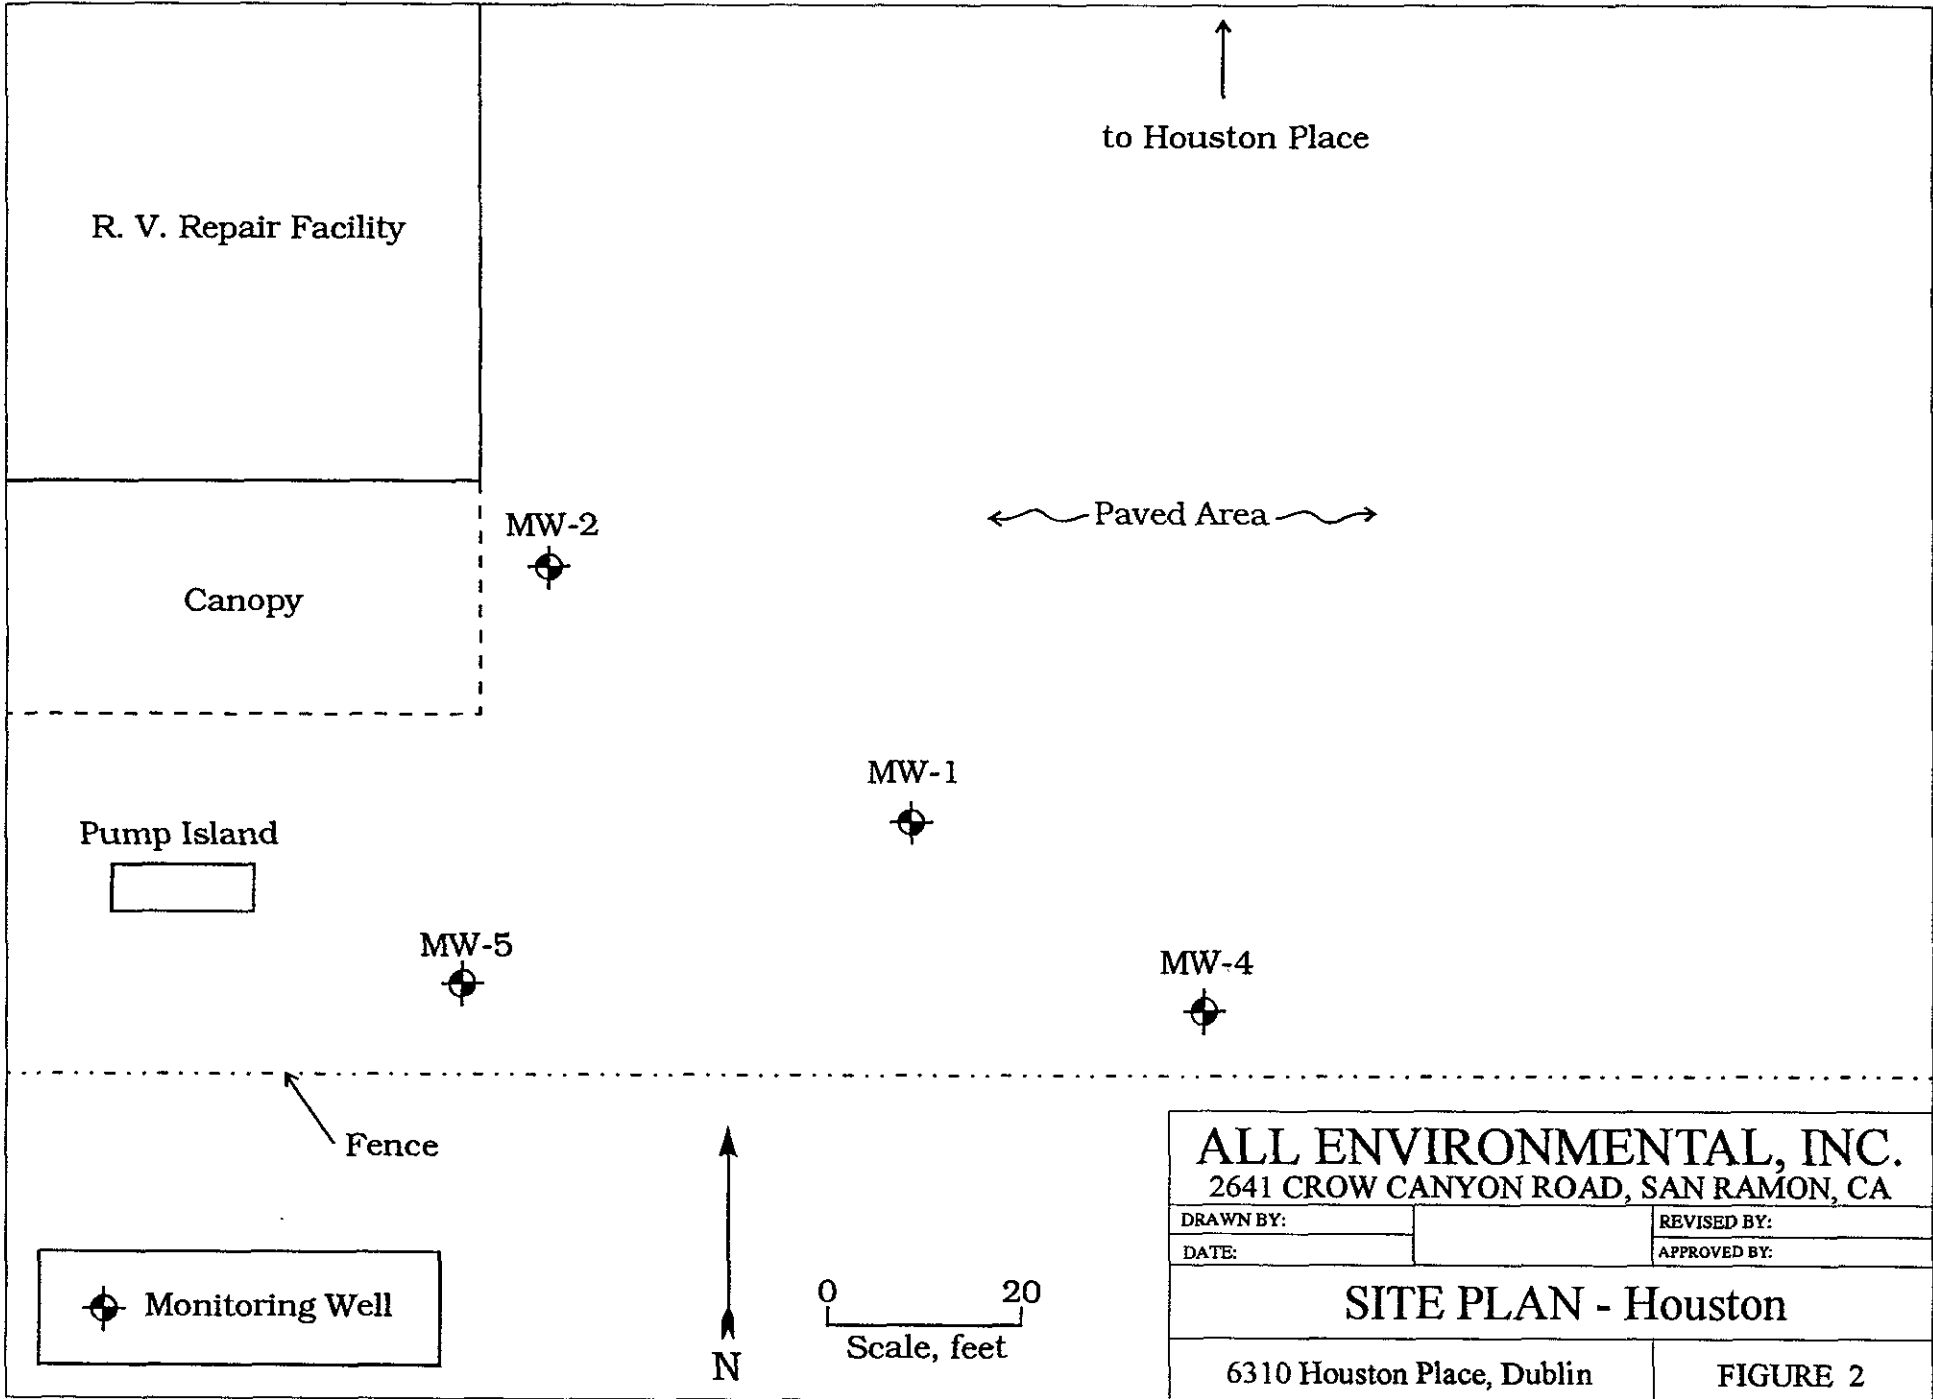 to Houston Place
R. V. Repair Facility
MW-2
Paved Area
Canopy
MW-1
Pump Island
MW-5
MW-4
Fence
Monitoring Well
N
0 20
Scale, feet
ALL ENVIRONMENTAL, INC.
2641 CROW CANYON ROAD, SAN RAMON, CA
DRAWN BY:
REVISED BY:
DATE:
APPROVED BY:
SITE PLAN - Houston
6310 Houston Place, Dublin
FIGURE 2